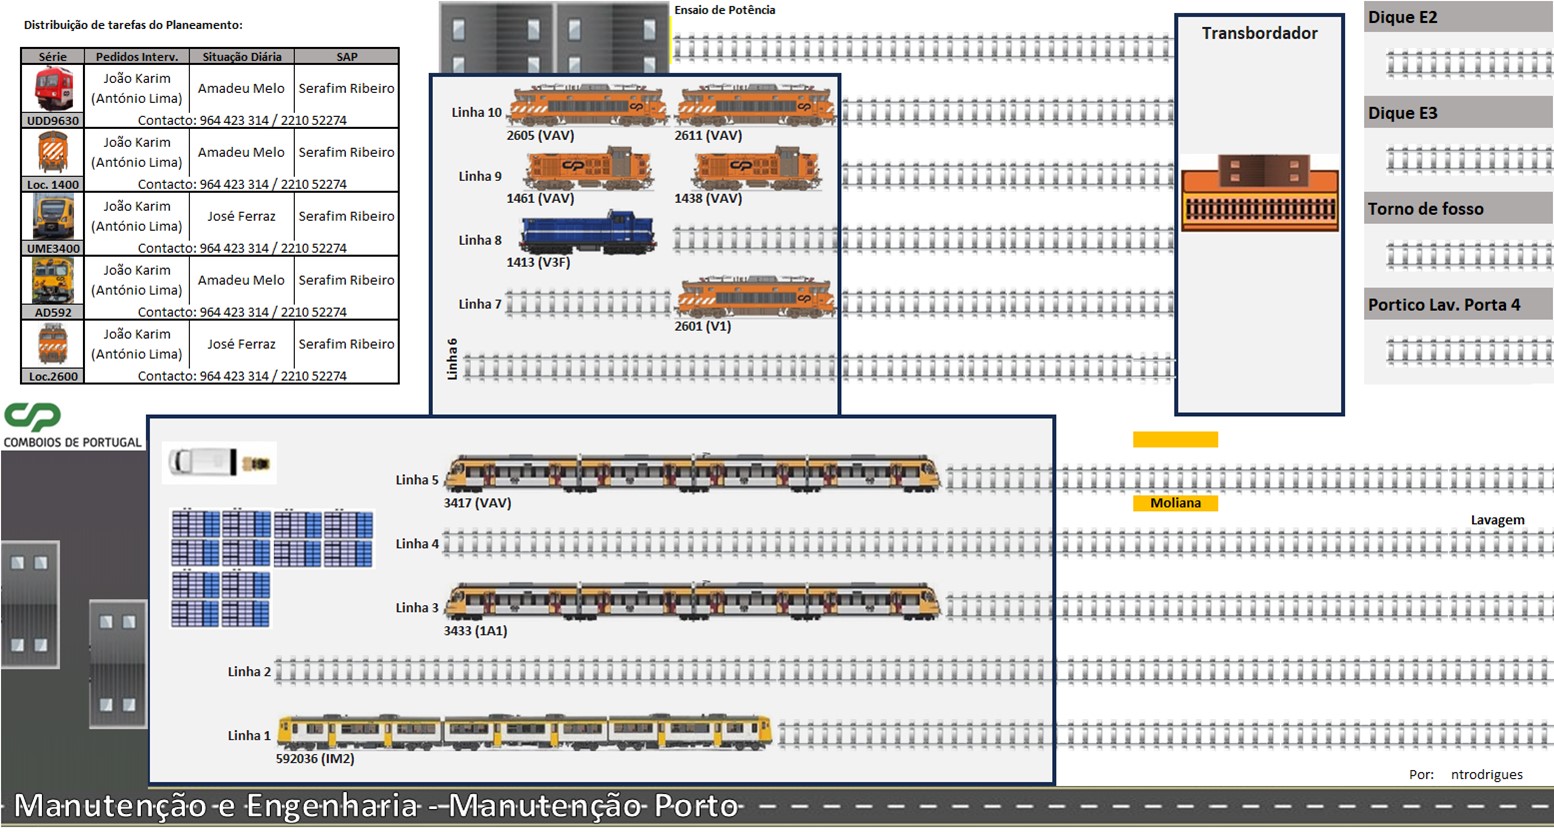 Distribuição de tarefas do Planeamento:
Série Pedidos Interv. Situação Diária SAP
UDD9630 João Karim (António Lima) Amadeu Melo Serafim Ribeiro
Contacto: 964 423 314 / 2210 52274
Loc. 1400 João Karim (António Lima) Amadeu Melo Serafim Ribeiro
Contacto: 964 423 314 / 2210 52274
UME3400 João Karim (António Lima) José Ferraz Serafim Ribeiro
Contacto: 964 423 314 / 2210 52274
AD592 João Karim (António Lima) Amadeu Melo Serafim Ribeiro
Contacto: 964 423 314 / 2210 52274
Loc.2600 João Karim (António Lima) José Ferraz Serafim Ribeiro
Contacto: 964 423 314 / 2210 52274
CP
COMBOIOS DE PORTUGAL
Ensaio de Potência
Linha 10
2605 (VAV) 2611 (VAV)
Linha 9
1461 (VAV) 1438 (VAV)
Linha 8
1413 (V3F)
Linha 7
2601 (V1)
Linha 6
Transbordador
Dique E2
Dique E3
Torno de fosso
Portico Lav. Porta 4
Linha 5
3417 (VAV)
Moliana
Lavagem
Linha 4
Linha 3
3433 (1A1)
Linha 2
Linha 1
592036 (IM2)
Por: ntrodrigues
Manutenção e Engenharia - Manutenção Porto